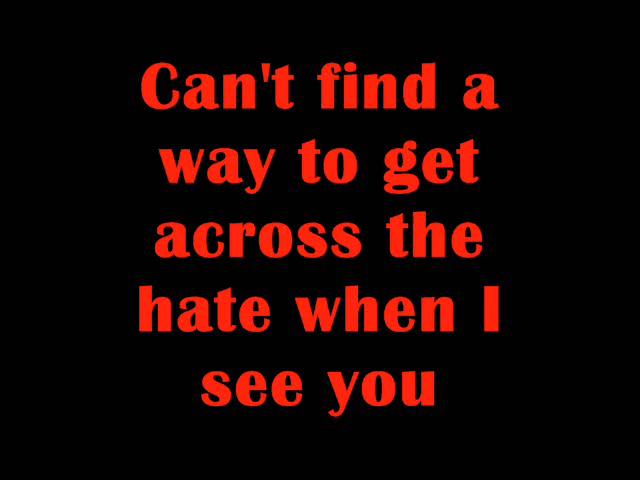 Can't find a
way to get
across the
hate when I
see you